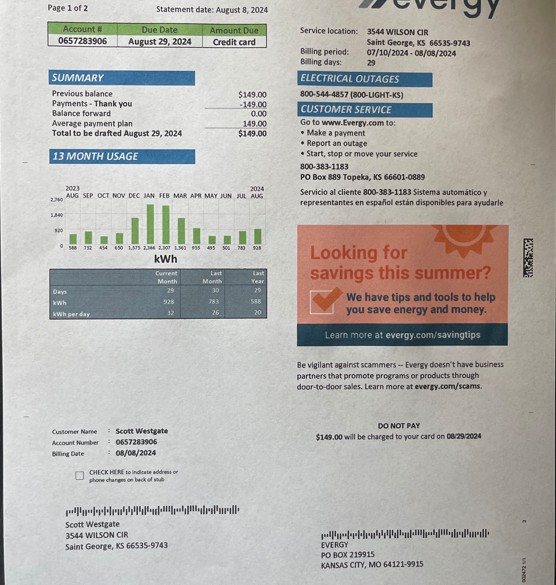 Page 1 of 2
Statement date: August 8, 2024
evergy
Account #
Due Date
Amount Due
0657283906
August 29, 2024
Credit card
Service location: 3544 WILSON CIR
Saint George, KS 66535-9743
Billing period: 07/10/2024 - 08/08/2024
Billing days: 29
SUMMARY
Previous balance $149.00
Payments - Thank you -149.00
Balance forward 0.00
Average payment plan 149.00
Total to be drafted August 29, 2024 $149.00
ELECTRICAL OUTAGES
800-544-4857 (800-LIGHT-KS)
CUSTOMER SERVICE
Go to www.Evergy.com to:
• Make a payment
• Report an outage
• Start, stop or move your service
800-383-1183
PO Box 889 Topeka, KS 66601-0889
Servicio al cliente 800-383-1183 Sistema automático y
representantes en español están disponibles para ayudarle
13 MONTH USAGE
2023 2024
AUG SEP OCT NOV DEC JAN FEB MAR APR MAY JUN JUL AUG
2,760
1,840
920
0
588 752 454 650 1,575 2,307 1,561 955 495 501 783 928
kWh
Current Month Last Month Last Year
Days 29 30 29
kWh 928 783 588
kWh per day 32 26 20
Looking for
savings this summer?
We have tips and tools to help
you save energy and money.
Learn more at evergy.com/savingtips
Be vigilant against scammers -- Evergy doesn't have business
partners that promote programs or products through
door-to-door sales. Learn more at evergy.com/scams.
Customer Name : Scott Westgate
Account Number : 0657283906
Billing Date : 08/08/2024
CHECK HERE to indicate address or
phone changes on back of stub
DO NOT PAY
$149.00 will be charged to your card on 08/29/2024
Scott Westgate
3544 WILSON CIR
Saint George, KS 66535-9743
EVERGY
PO BOX 219915
KANSAS CITY, MO 64121-9915